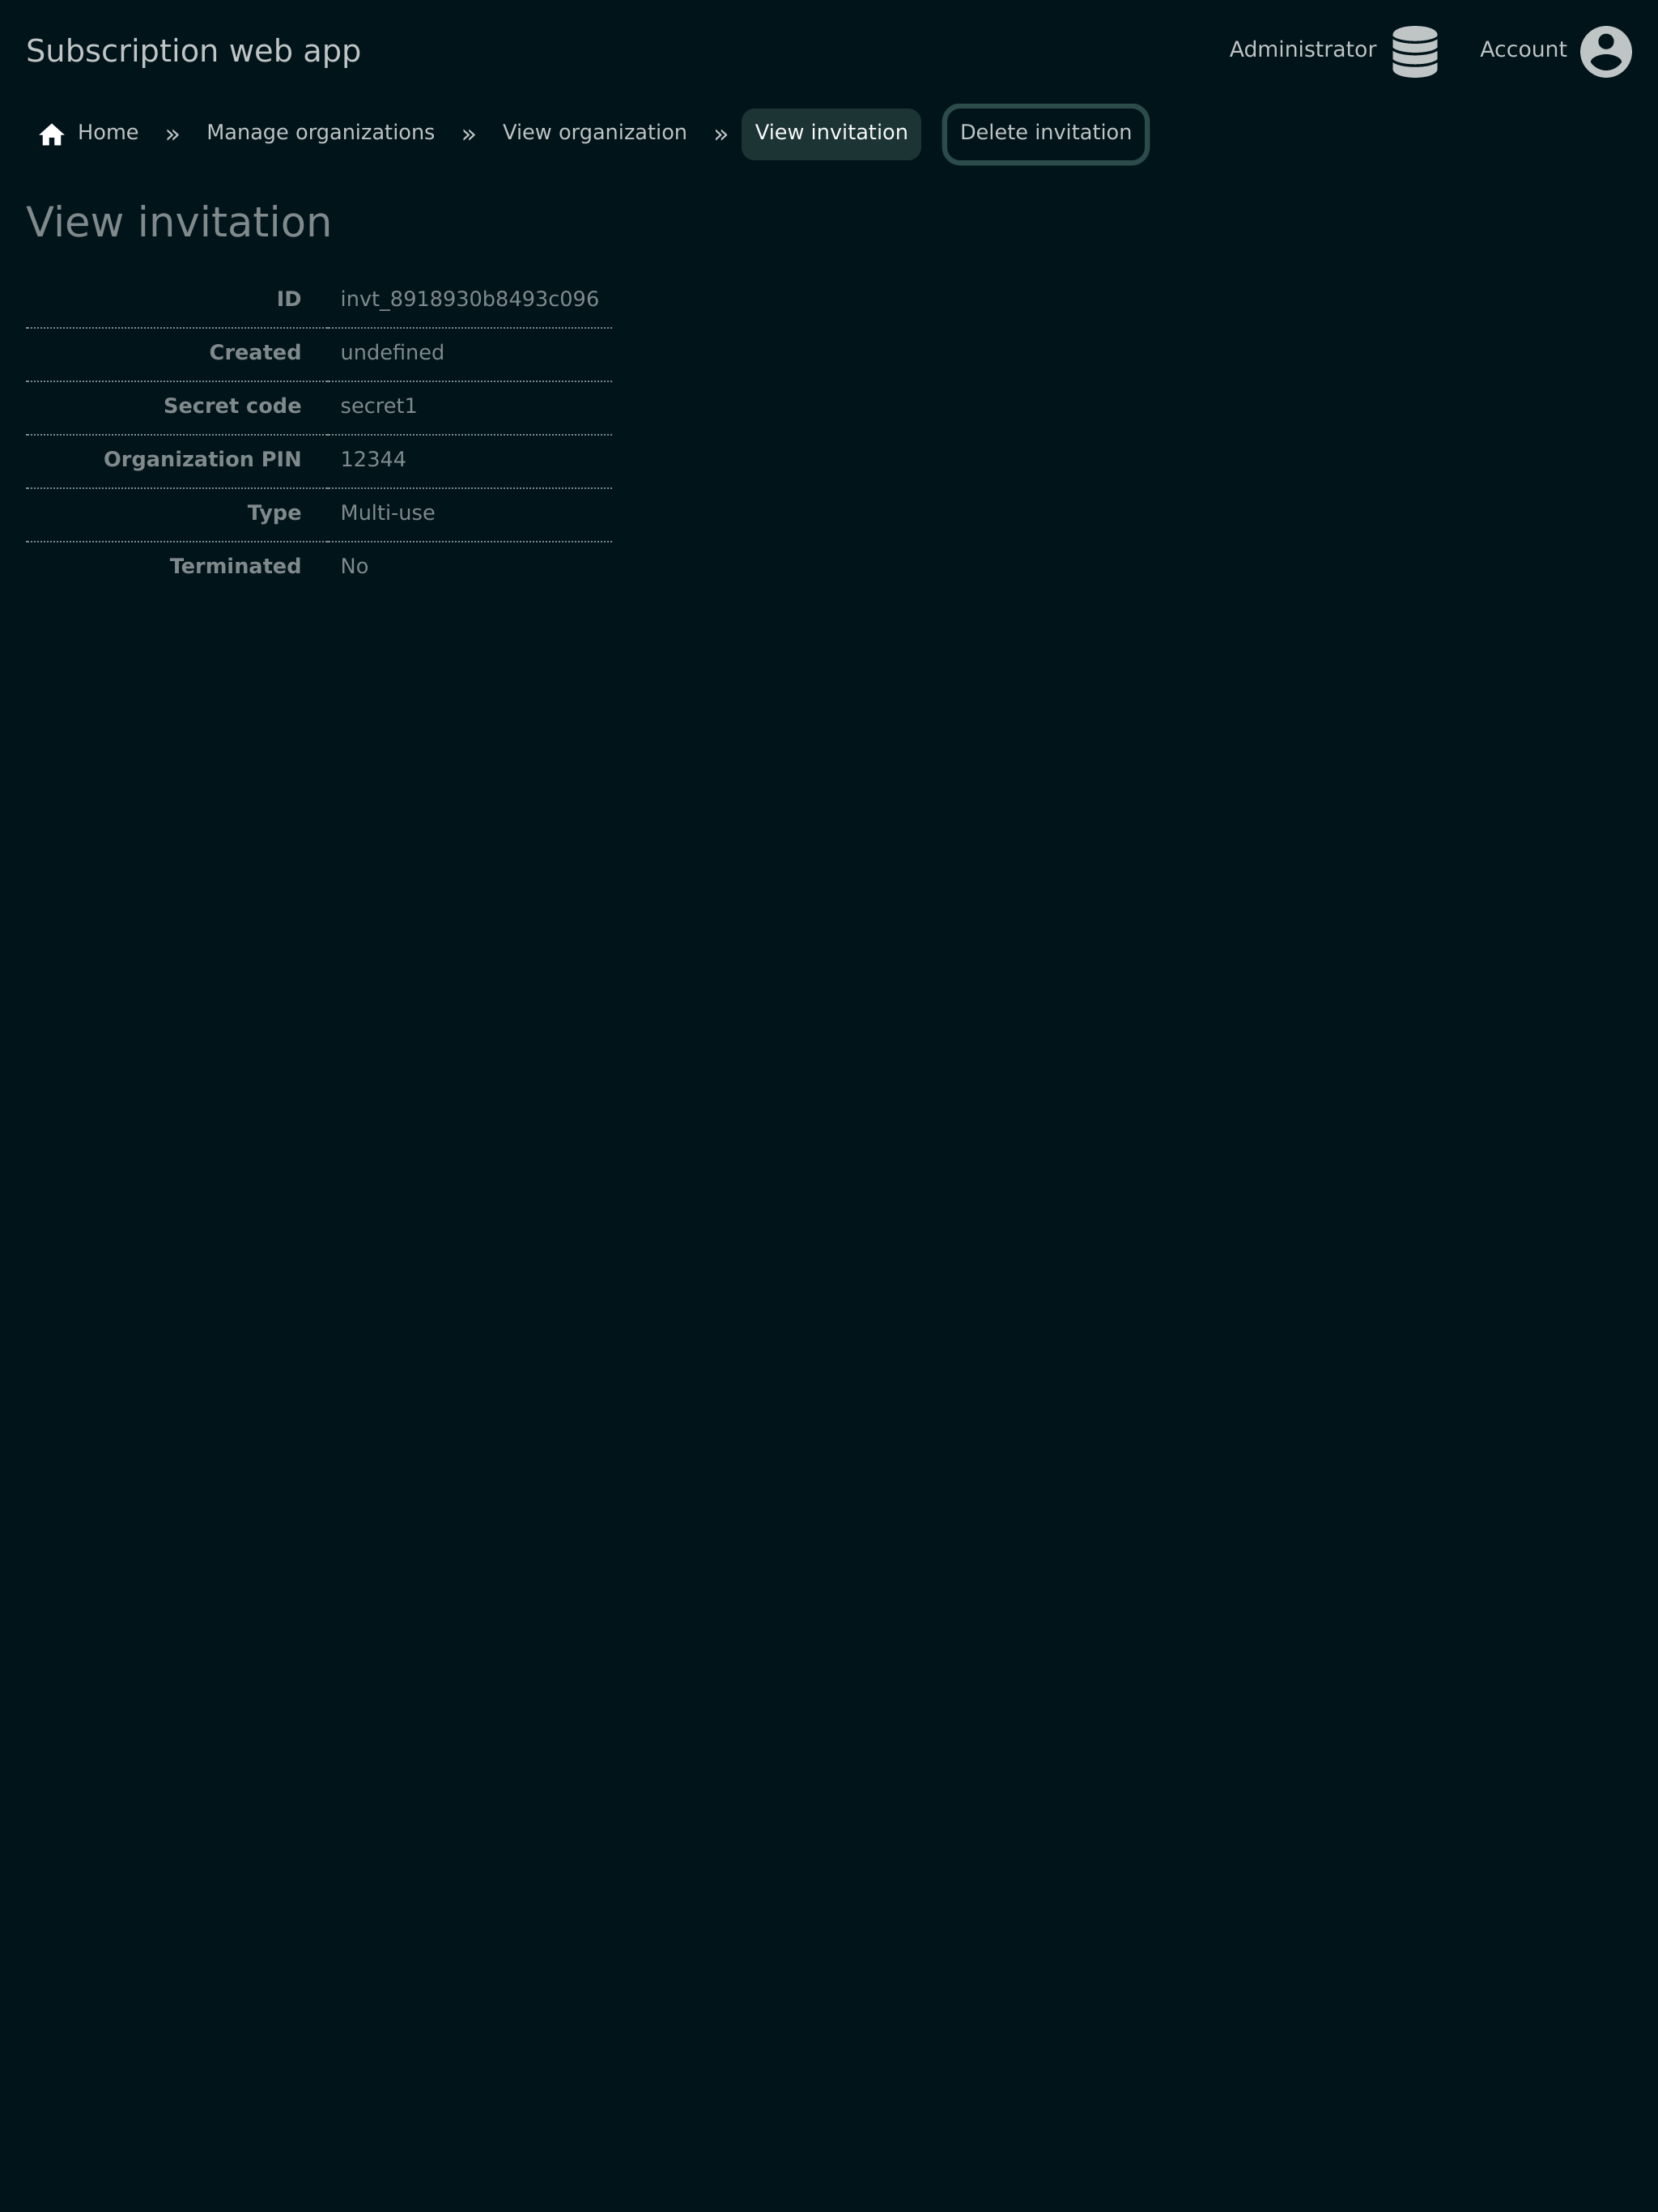 Subscription web app
Administrator
Account
Home » Manage organizations » View organization » View invitation Delete invitation
View invitation
ID invt_8918930b8493c096
Created undefined
Secret code secret1
Organization PIN 12344
Type Multi-use
Terminated No